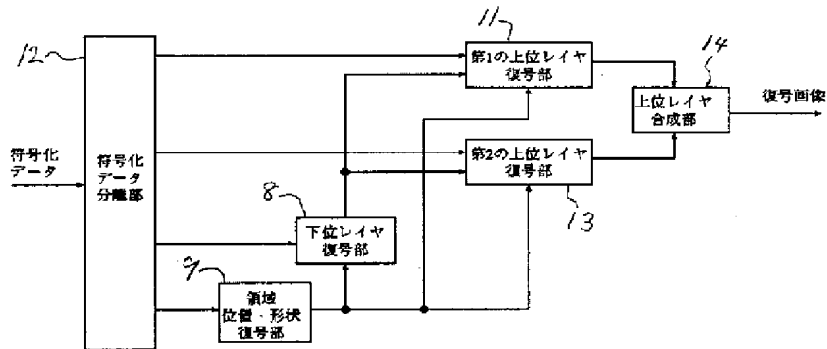 11
第1の上位レイヤ
復号部
14
上位レイヤ
合成部
復号画像
12
符号化
データ
符号化
データ
分離部
第2の上位レイヤ
復号部
13
8
下位レイヤ
復号部
9
領域
位置・形状
復号部